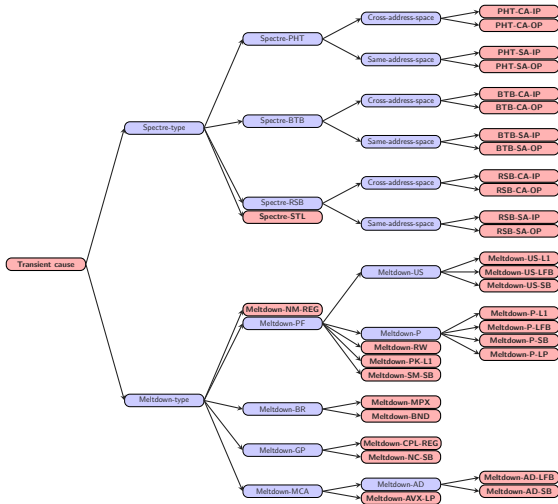 PHT-CA-IP
Cross-address-space
PHT-CA-OP
Spectre-PHT
PHT-SA-IP
Same-address-space
PHT-SA-OP
BTB-CA-IP
Cross-address-space
BTB-CA-OP
Spectre-type
Spectre-BTB
BTB-SA-IP
Same-address-space
BTB-SA-OP
RSB-CA-IP
Cross-address-space
RSB-CA-OP
Spectre-RSB
Spectre-STL
RSB-SA-IP
Same-address-space
RSB-SA-OP
Transient cause
Meltdown-US-L1
Meltdown-US
Meltdown-US-LFB
Meltdown-US-SB
Meltdown-NM-REG
Meltdown-P-L1
Meltdown-PF
Meltdown-P-LFB
Meltdown-P
Meltdown-P-SB
Meltdown-RW
Meltdown-P-LP
Meltdown-PK-L1
Meltdown-SM-SB
Meltdown-type
Meltdown-MPX
Meltdown-BR
Meltdown-BND
Meltdown-CPL-REG
Meltdown-GP
Meltdown-NC-SB
Meltdown-AD-LFB
Meltdown-AD
Meltdown-MCA
Meltdown-AD-SB
Meltdown-AVX-LP